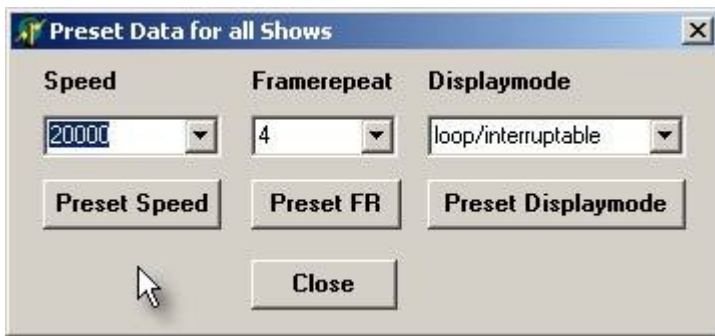 Preset Data for all Shows
Speed Framerepeat Displaymode
20000 4 loop/interruptable
Preset Speed Preset FR Preset Displaymode
Close